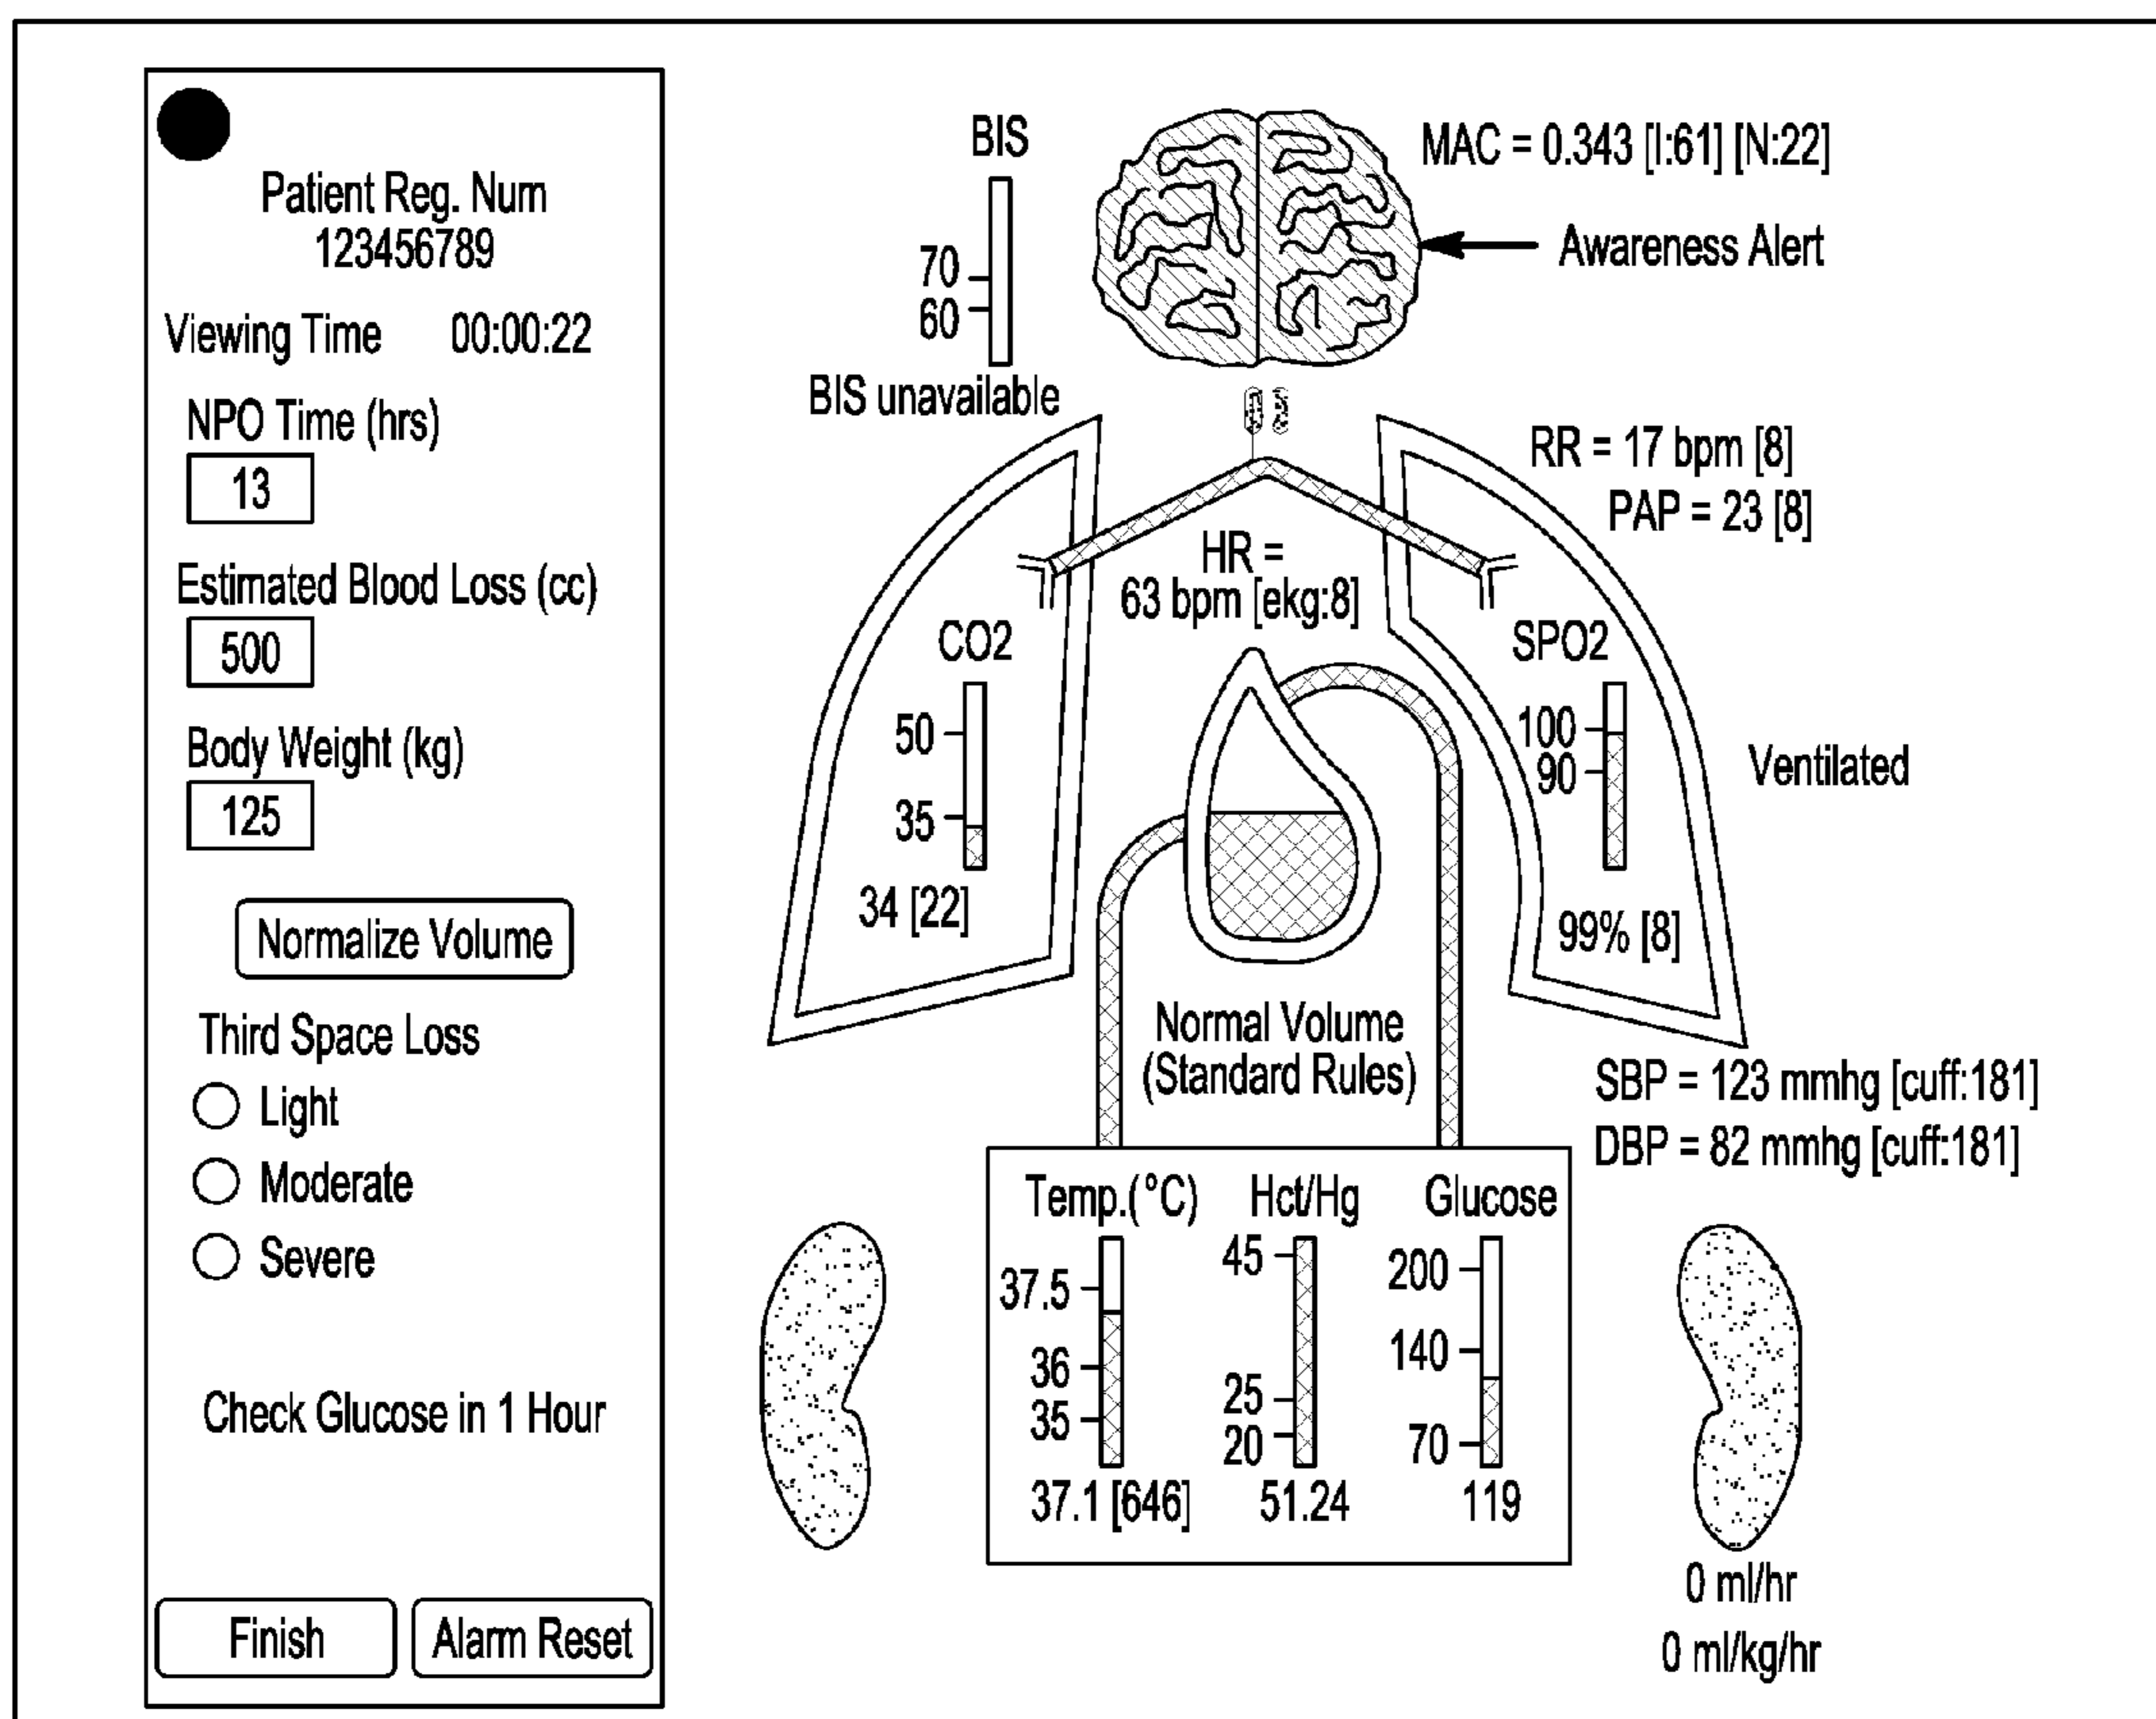 Patient Reg. Num
123456789
Viewing Time 00:00:22
NPO Time (hrs)
13
Estimated Blood Loss (cc)
500
Body Weight (kg)
125
Normalize Volume
Third Space Loss
Light
Moderate
Severe
Check Glucose in 1 Hour
Finish
Alarm Reset
BIS
70
60
BIS unavailable
MAC = 0.343 [I:61] [N:22]
Awareness Alert
RR = 17 bpm [8]
PAP = 23 [8]
HR =
63 bpm [ekg:8]
CO2
50
35
34 [22]
SPO2
100
90
99% [8]
Ventilated
Normal Volume
(Standard Rules)
SBP = 123 mmhg [cuff:181]
DBP = 82 mmhg [cuff:181]
Temp.(°C)
37.5
36
35
37.1 [646]
Hct/Hg
45
25
20
51.24
Glucose
200
140
70
119
0 ml/hr
0 ml/kg/hr